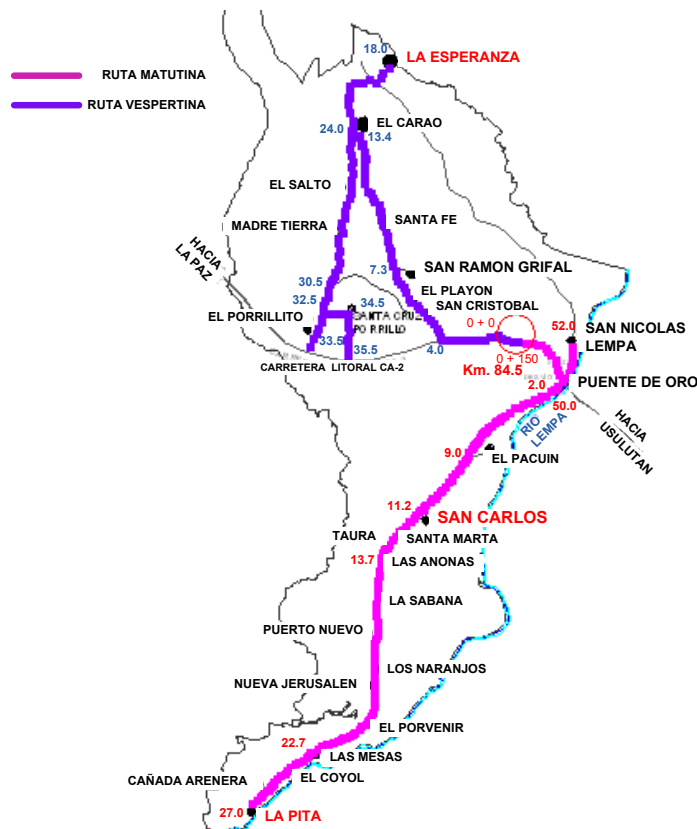 18.0
LA ESPERANZA
RUTA MATUTINA
RUTA VESPERTINA
EL CARAO
24.0
13.4
EL SALTO
SANTA FE
MADRE TIERRA
HACIA
LA PAZ
7.3
SAN RAMON GRIFAL
30.5
EL PLAYON
32.5
34.5
SAN CRISTOBAL
EL PORRILLITO
SANTA CRUZ
PORRILLO
0 + 0
52.0
SAN NICOLAS
LEMPA
33.5
35.5
4.0
0 + 150
CARRETERA LITORAL CA-2
Km. 84.5
2.0
PUENTE DE ORO
50.0
RIO
LEMPA
HACIA
USULUTAN
9.0
EL PACUIN
11.2
SAN CARLOS
TAURA
SANTA MARTA
13.7
LAS ANONAS
LA SABANA
PUERTO NUEVO
LOS NARANJOS
NUEVA JERUSALEN
EL PORVENIR
22.7
LAS MESAS
CAÑADA ARENERA
EL COYOL
27.0
LA PITA